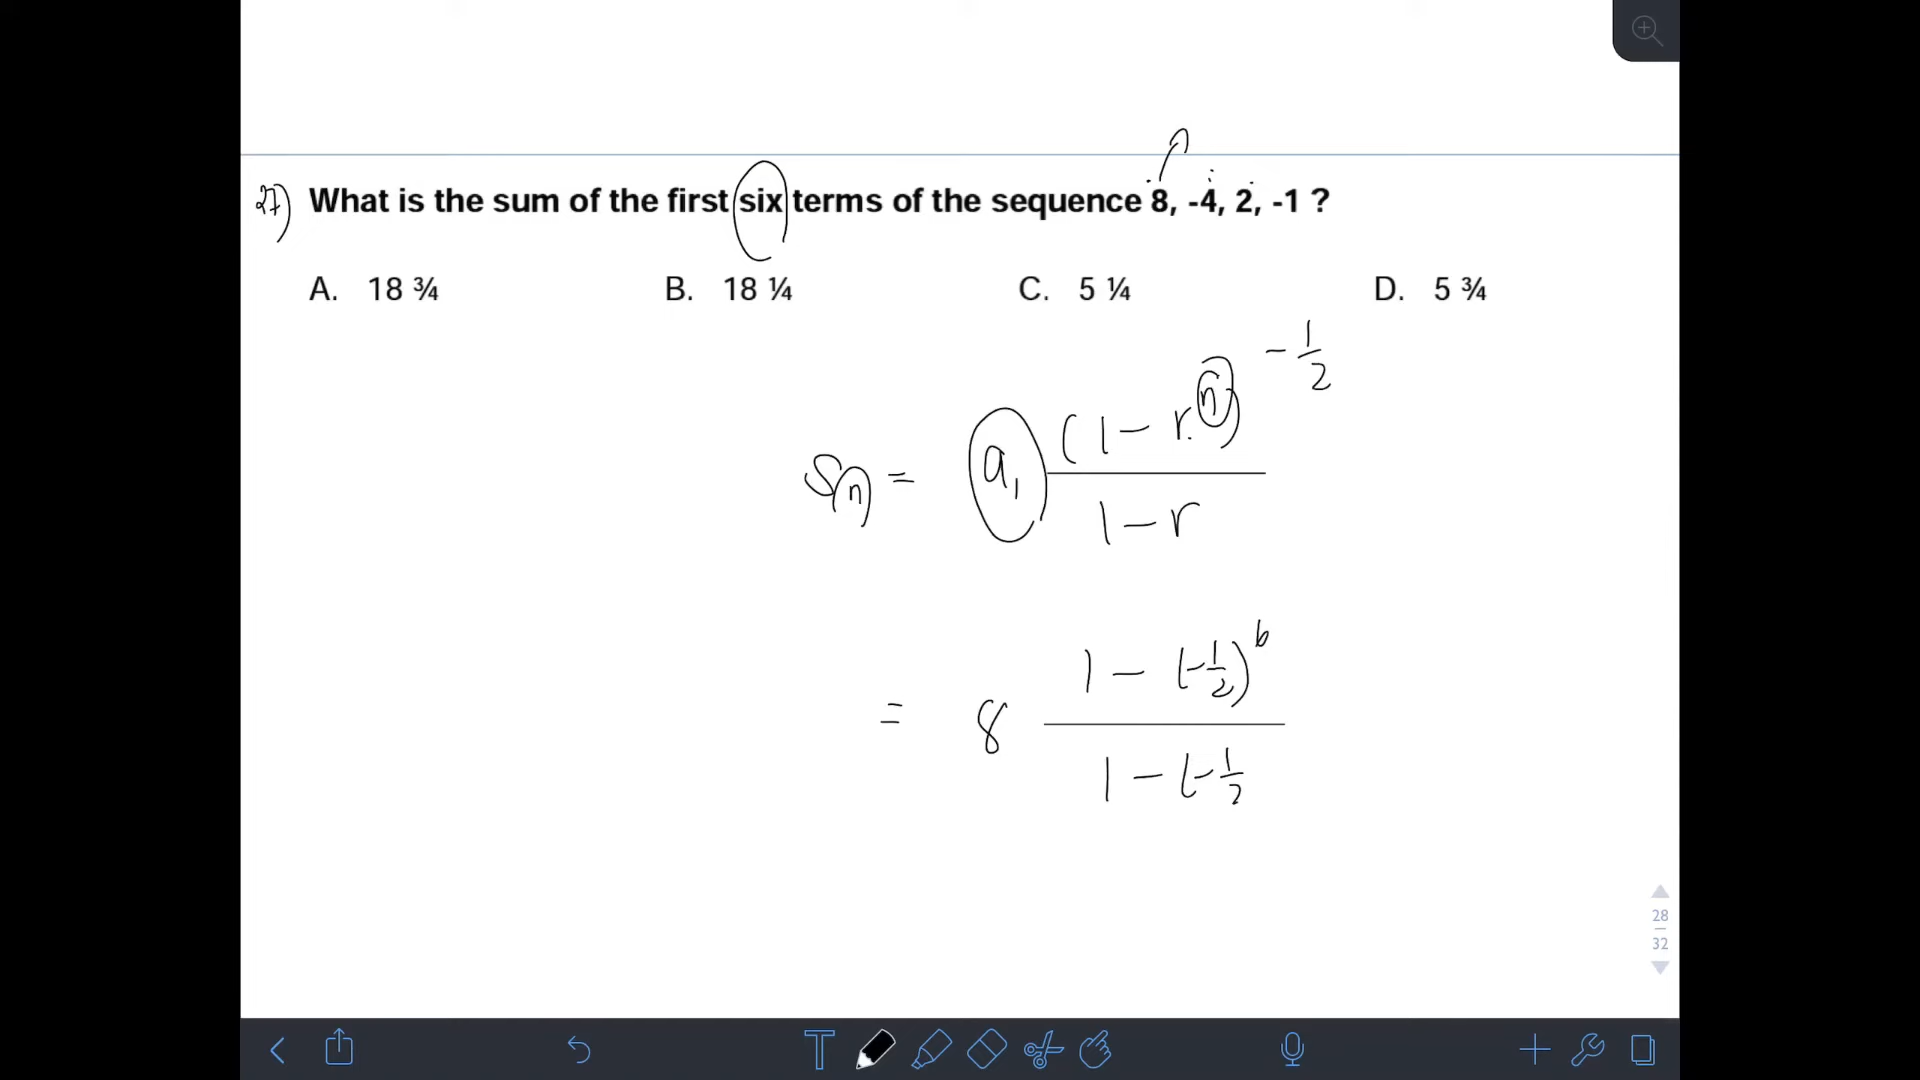 27) What is the sum of the first six terms of the sequence 8, -4, 2, -1 ?
A. 18 ¾ B. 18 ¼ C. 5 ¼ D. 5 ¾
- 1/2
Sn = a₁ (1 - rⁿ) / 1 - r
= 8 1 - (-1/2)⁶ / 1 - (-1/2
28
32
T